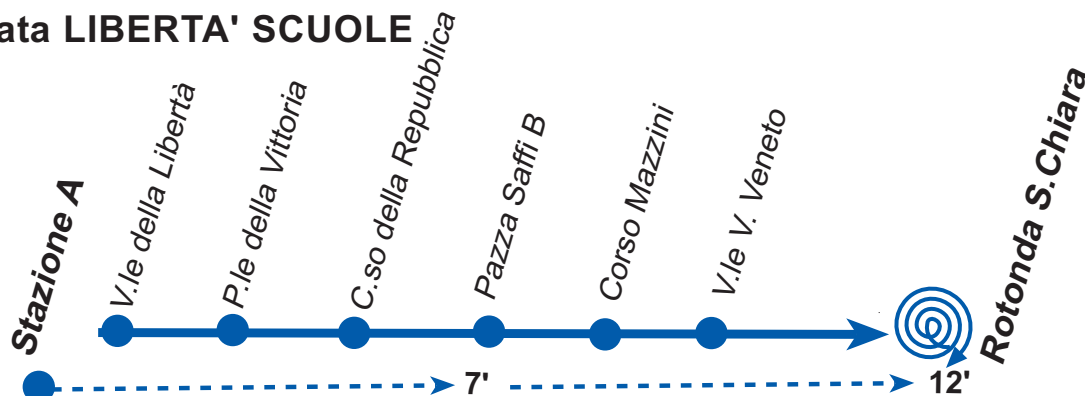 ata LIBERTA' SCUOLE
Stazione A
V.le della Libertà
P.le della Vittoria
C.so della Repubblica
Pazza Saffi B
Corso Mazzini
V.le V. Veneto
Rotonda S.Chiara
7'
12'